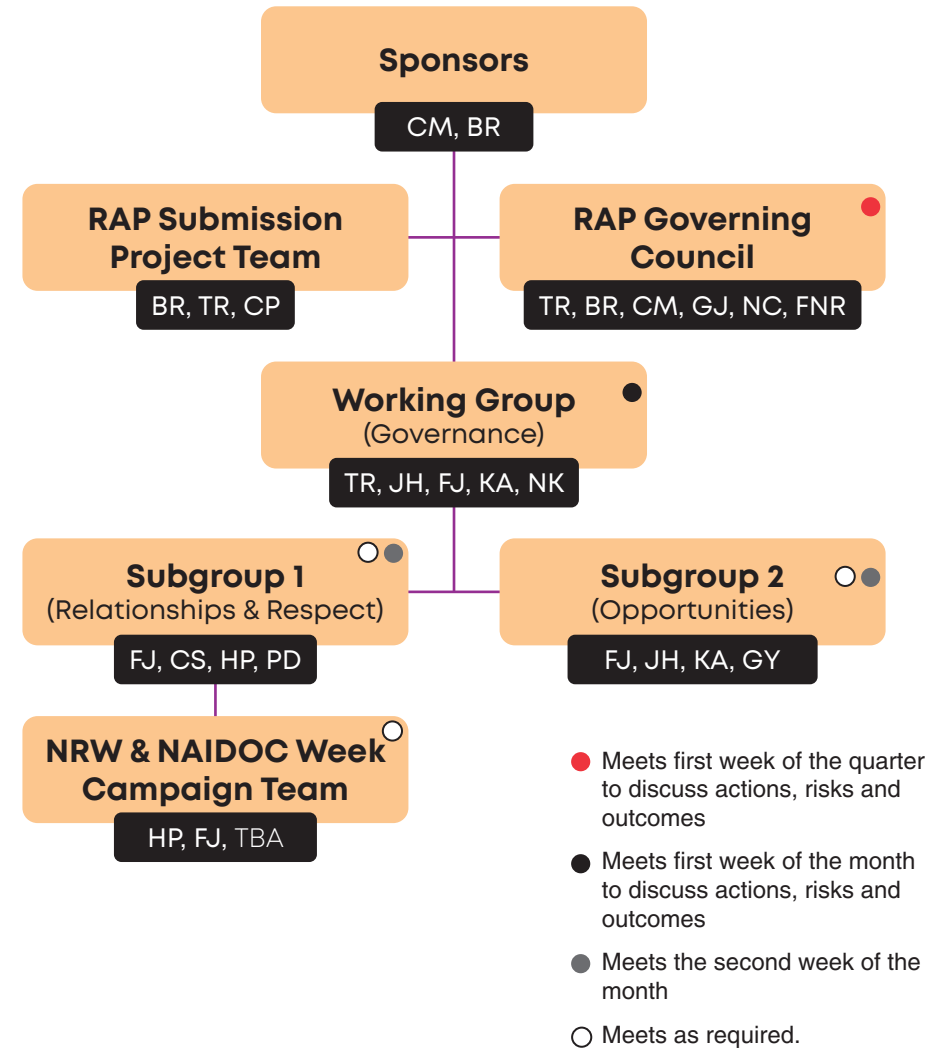 Sponsors
CM, BR
RAP Submission
Project Team
BR, TR, CP
RAP Governing
Council
TR, BR, CM, GJ, NC, FNR
Working Group
(Governance)
TR, JH, FJ, KA, NK
Subgroup 1
(Relationships & Respect)
FJ, CS, HP, PD
Subgroup 2
(Opportunities)
FJ, JH, KA, GY
NRW & NAIDOC Week
Campaign Team
HP, FJ, TBA
Meets first week of the quarter
to discuss actions, risks and
outcomes
Meets first week of the month
to discuss actions, risks and
outcomes
Meets the second week of the
month
Meets as required.